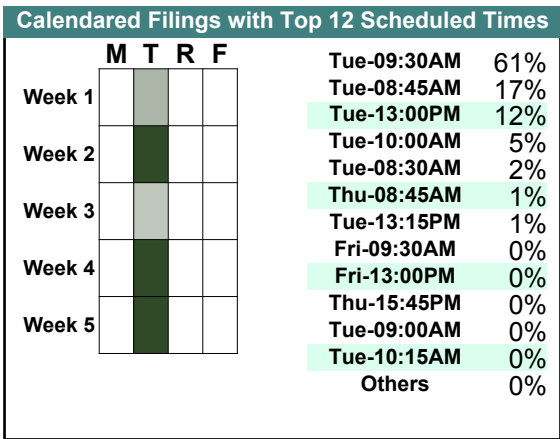 Calendared Filings with Top 12 Scheduled Times
M T R F
Week 1
Week 2
Week 3
Week 4
Week 5
Tue-09:30AM 61%
Tue-08:45AM 17%
Tue-13:00PM 12%
Tue-10:00AM 5%
Tue-08:30AM 2%
Thu-08:45AM 1%
Tue-13:15PM 1%
Fri-09:30AM 0%
Fri-13:00PM 0%
Thu-15:45PM 0%
Tue-09:00AM 0%
Tue-10:15AM 0%
Others 0%